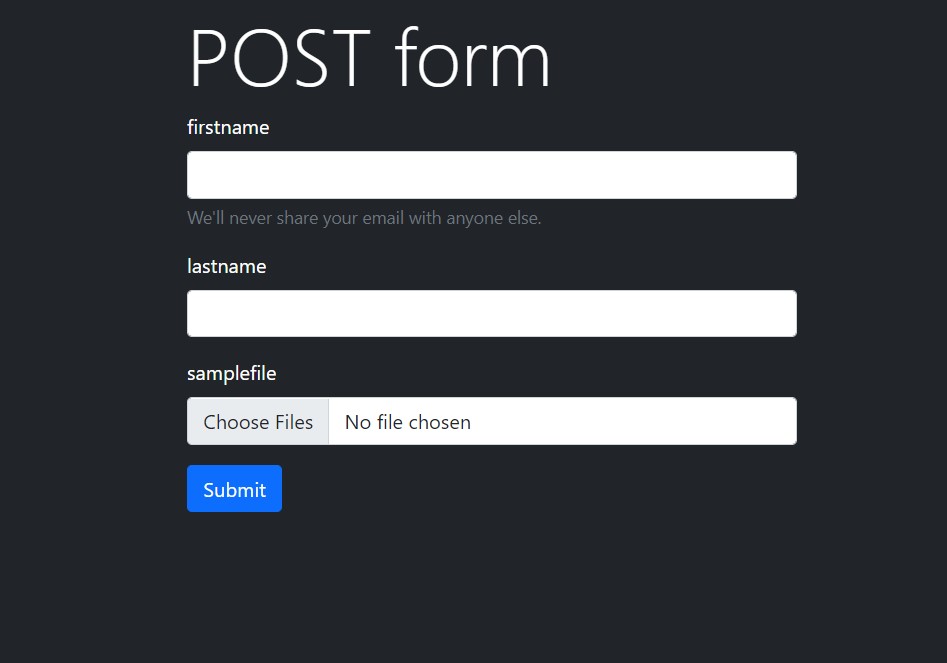 POST form
firstname
We'll never share your email with anyone else.
lastname
samplefile
Choose Files No file chosen
Submit